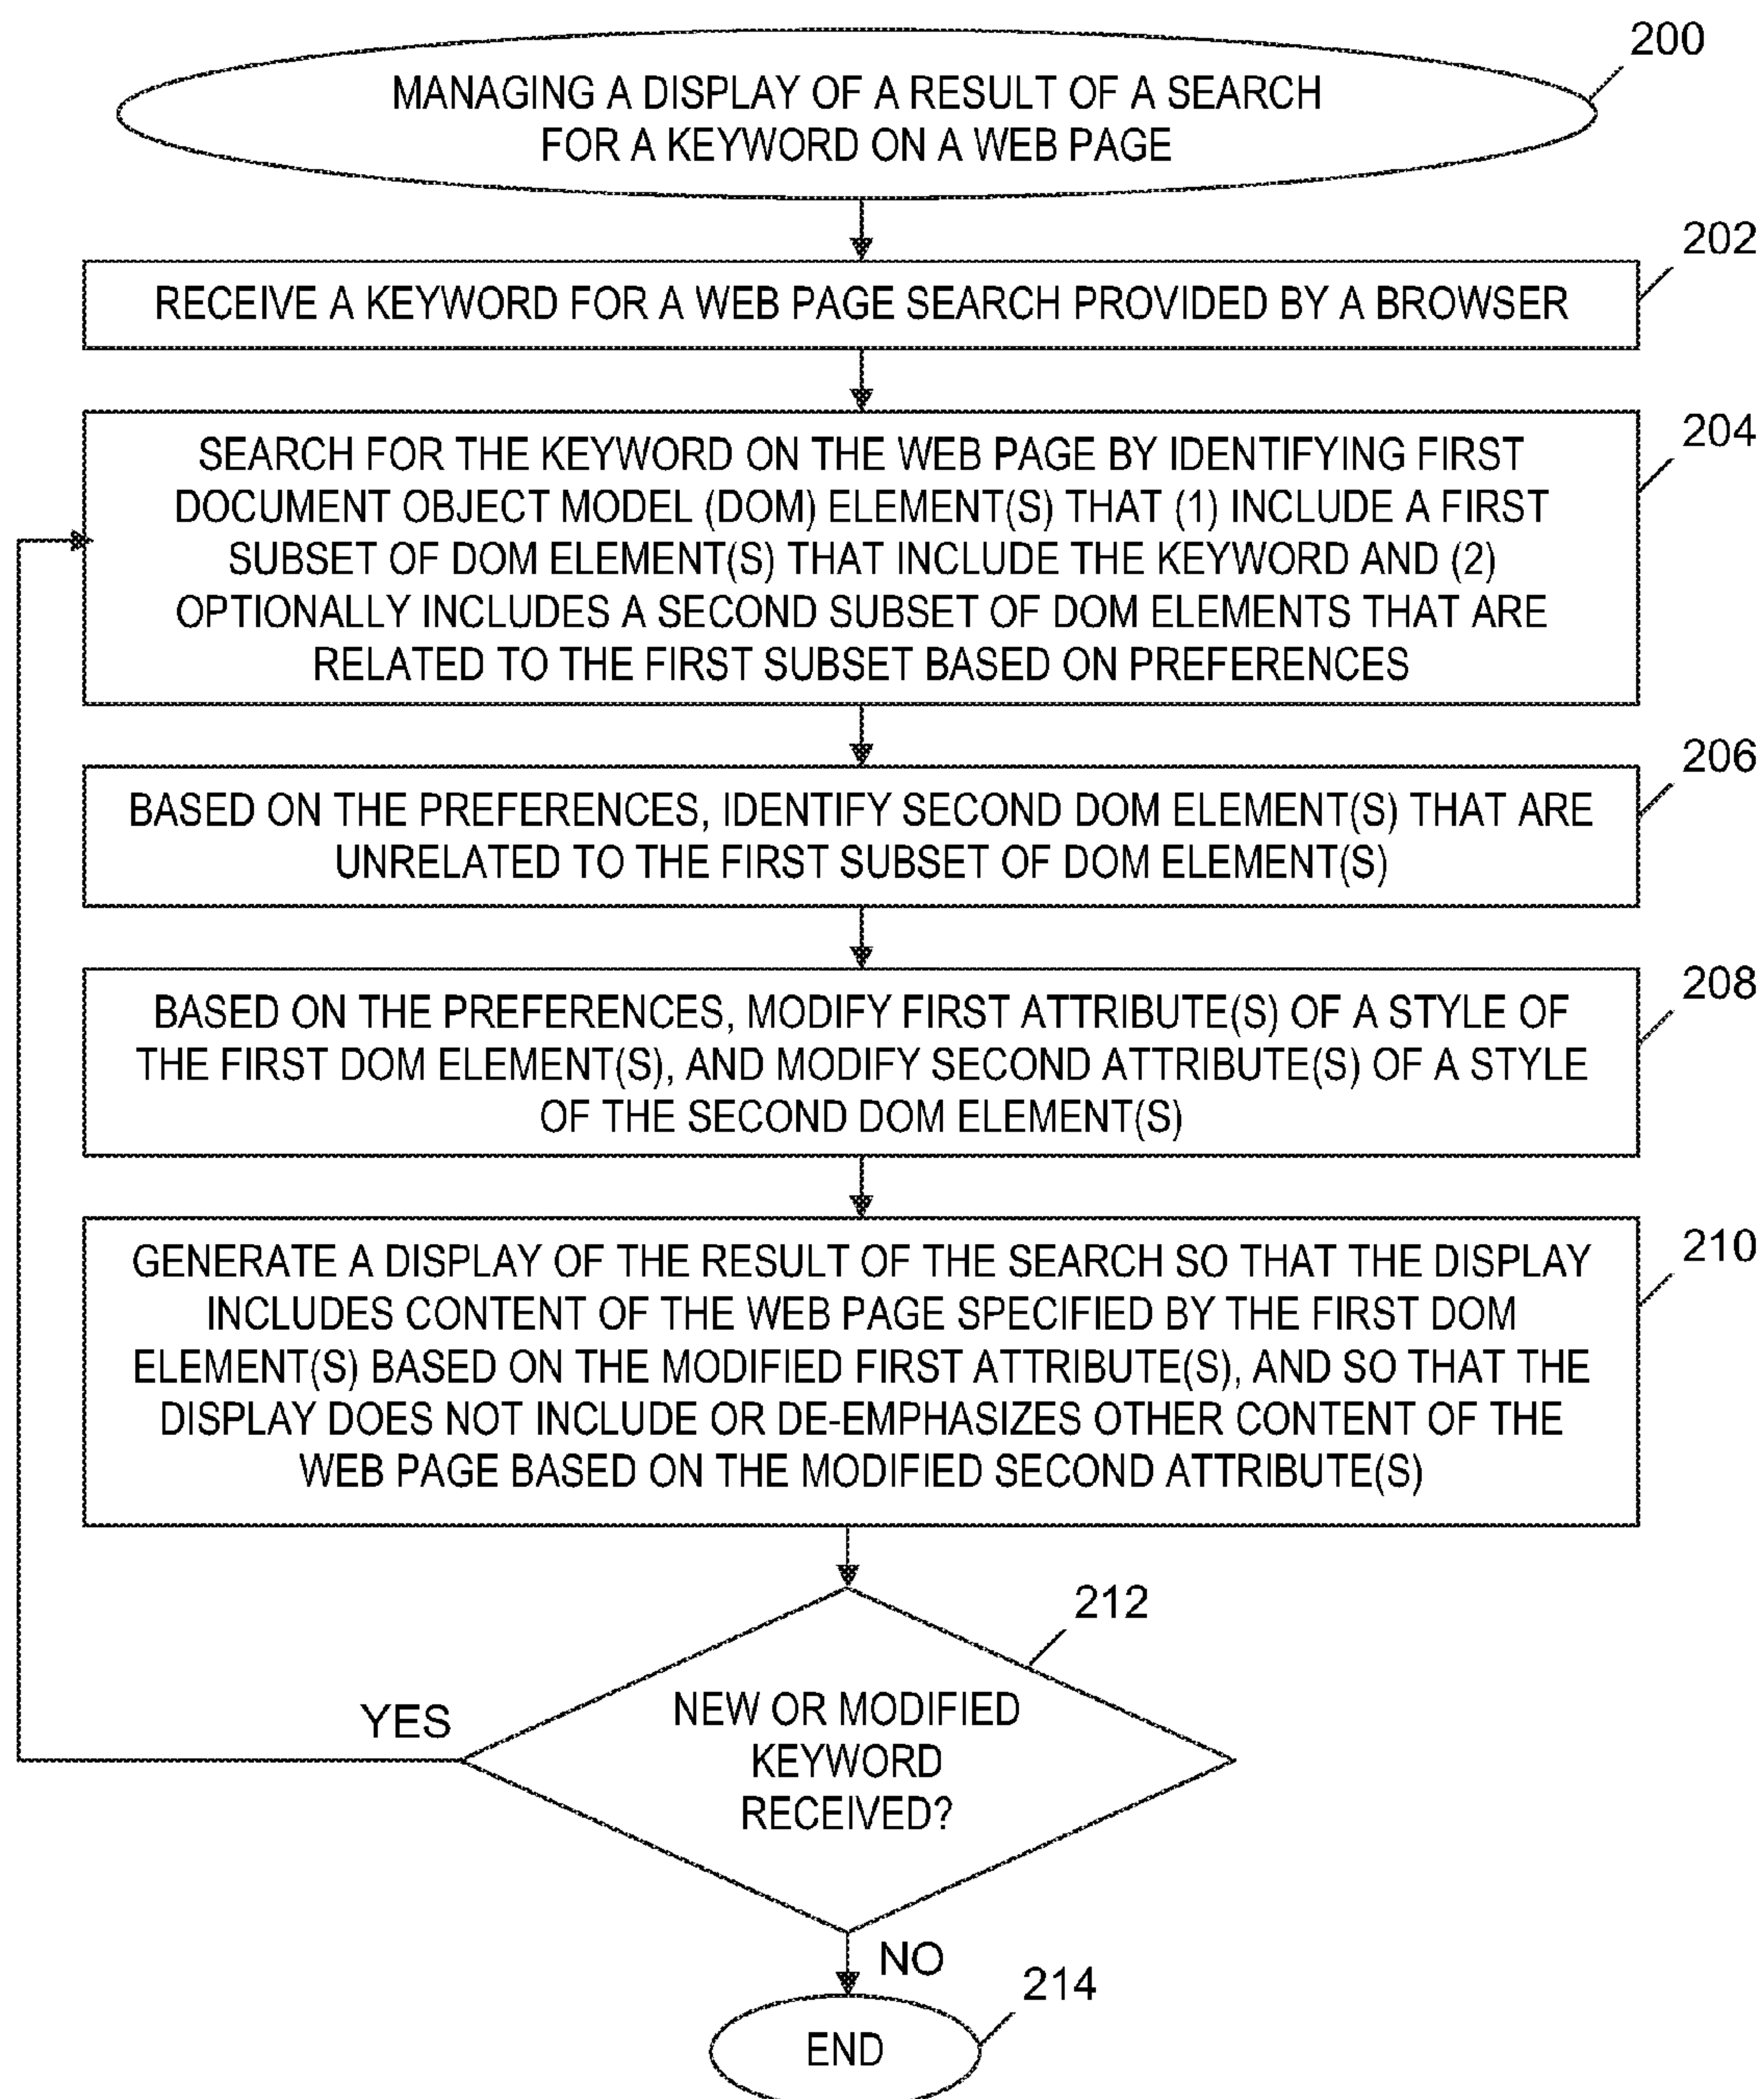 200
MANAGING A DISPLAY OF A RESULT OF A SEARCH
FOR A KEYWORD ON A WEB PAGE
202
RECEIVE A KEYWORD FOR A WEB PAGE SEARCH PROVIDED BY A BROWSER
204
SEARCH FOR THE KEYWORD ON THE WEB PAGE BY IDENTIFYING FIRST
DOCUMENT OBJECT MODEL (DOM) ELEMENT(S) THAT (1) INCLUDE A FIRST
SUBSET OF DOM ELEMENT(S) THAT INCLUDE THE KEYWORD AND (2)
OPTIONALLY INCLUDES A SECOND SUBSET OF DOM ELEMENTS THAT ARE
RELATED TO THE FIRST SUBSET BASED ON PREFERENCES
206
BASED ON THE PREFERENCES, IDENTIFY SECOND DOM ELEMENT(S) THAT ARE
UNRELATED TO THE FIRST SUBSET OF DOM ELEMENT(S)
208
BASED ON THE PREFERENCES, MODIFY FIRST ATTRIBUTE(S) OF A STYLE OF
THE FIRST DOM ELEMENT(S), AND MODIFY SECOND ATTRIBUTE(S) OF A STYLE
OF THE SECOND DOM ELEMENT(S)
210
GENERATE A DISPLAY OF THE RESULT OF THE SEARCH SO THAT THE DISPLAY
INCLUDES CONTENT OF THE WEB PAGE SPECIFIED BY THE FIRST DOM
ELEMENT(S) BASED ON THE MODIFIED FIRST ATTRIBUTE(S), AND SO THAT THE
DISPLAY DOES NOT INCLUDE OR DE-EMPHASIZES OTHER CONTENT OF THE
WEB PAGE BASED ON THE MODIFIED SECOND ATTRIBUTE(S)
212
NEW OR MODIFIED
KEYWORD
RECEIVED?
YES
NO
214
END